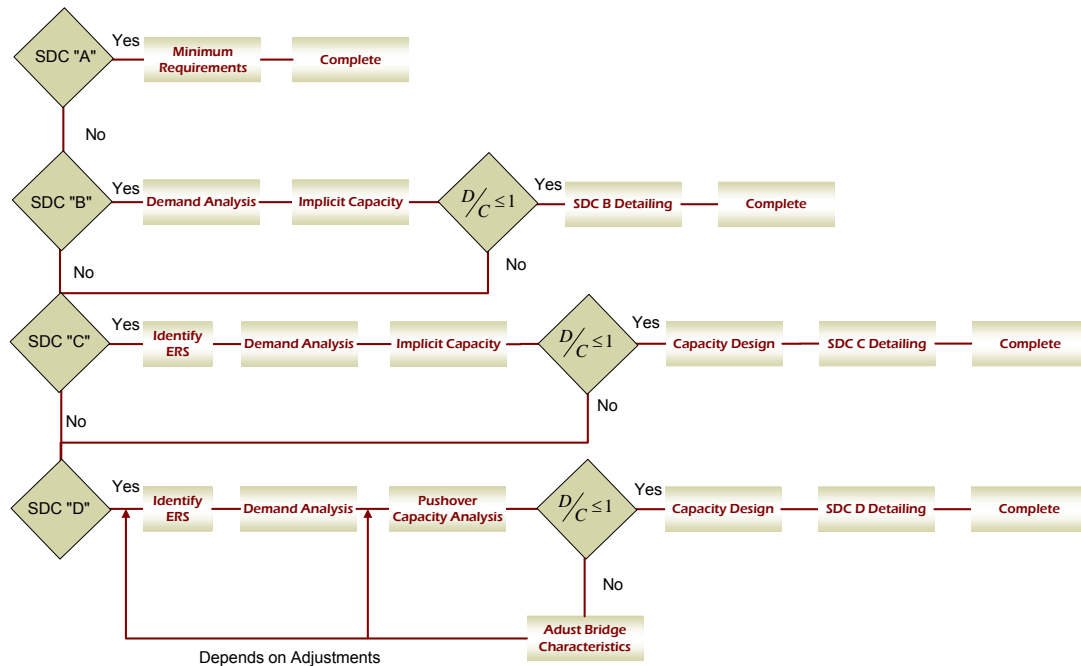 SDC "A"
Yes
Minimum
Requirements
Complete
No
SDC "B"
Yes
Demand Analysis
Implicit Capacity
D/C ≤ 1
Yes
SDC B Detailing
Complete
No
No
SDC "C"
Yes
Identify
ERS
Demand Analysis
Implicit Capacity
D/C ≤ 1
Yes
Capacity Design
SDC C Detailing
Complete
No
No
SDC "D"
Yes
Identify
ERS
Demand Analysis
Pushover
Capacity Analysis
D/C ≤ 1
Yes
Capacity Design
SDC D Detailing
Complete
No
Adust Bridge
Characteristics
Depends on Adjustments